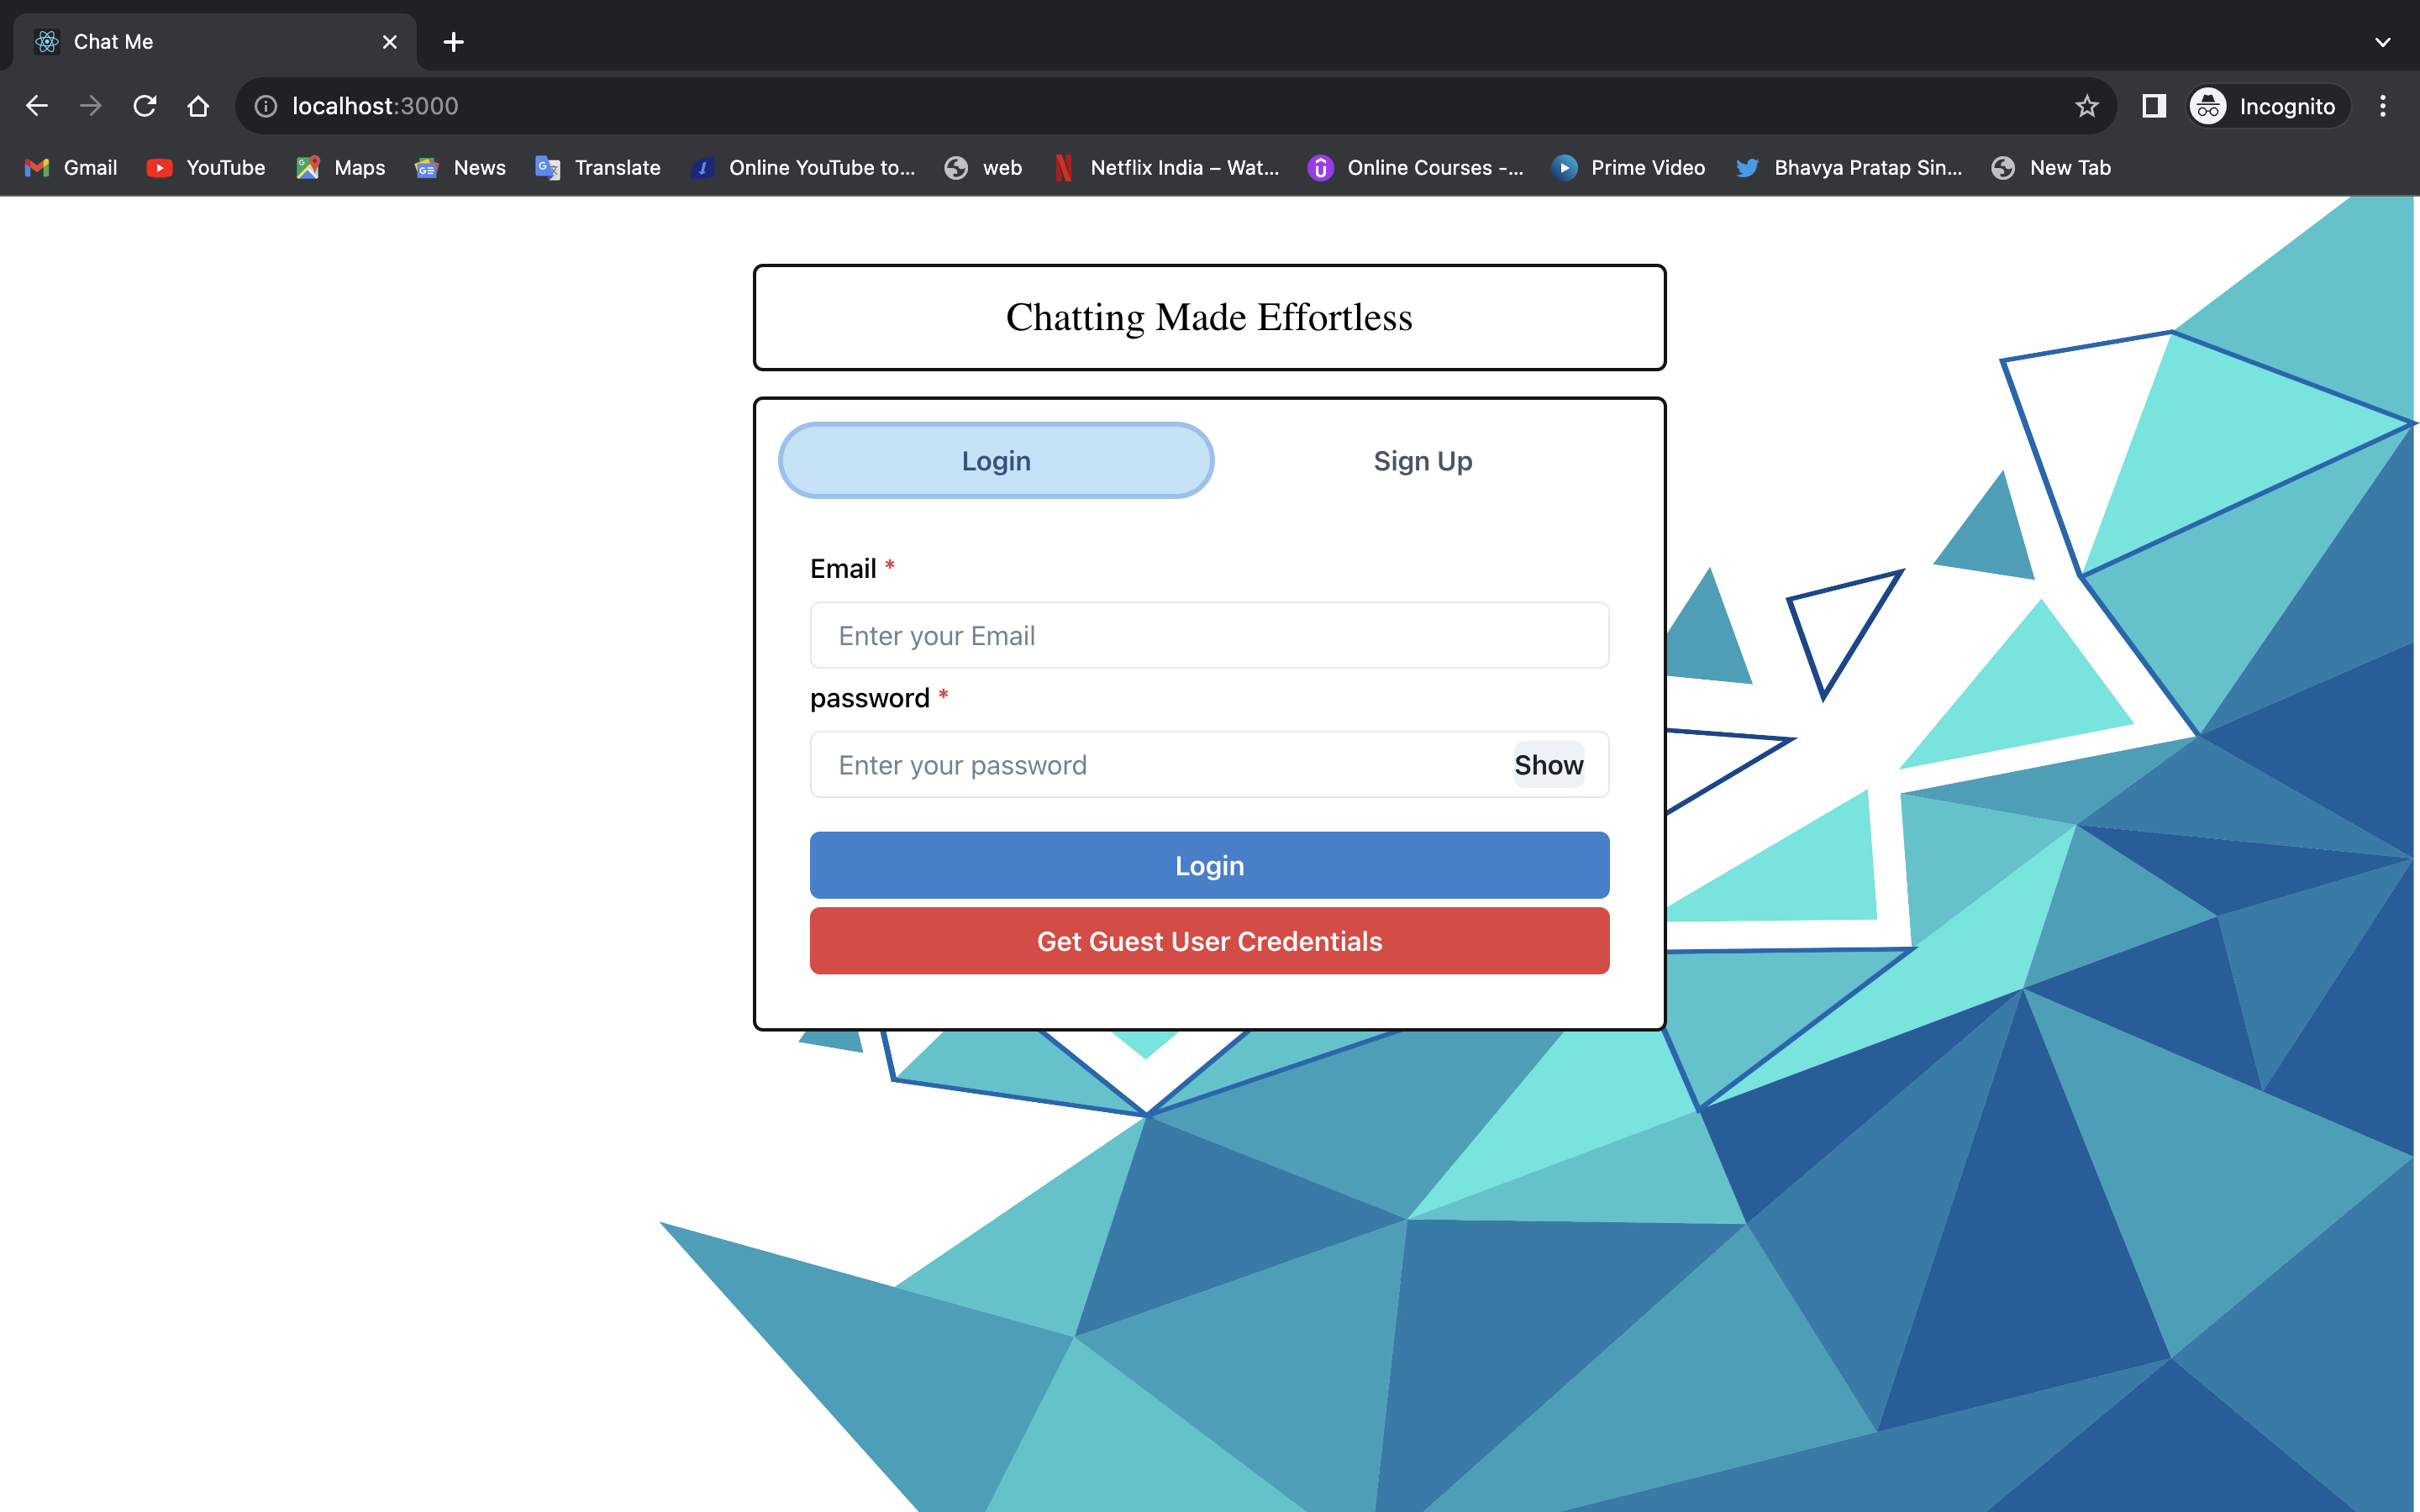 Chat Me
localhost:3000
Incognito
Gmail YouTube Maps News Translate Online YouTube to... web Netflix India – Wat... Online Courses -... Prime Video Bhavya Pratap Sin... New Tab
Chatting Made Effortless
Login Sign Up
Email *
Enter your Email
password *
Enter your password Show
Login
Get Guest User Credentials